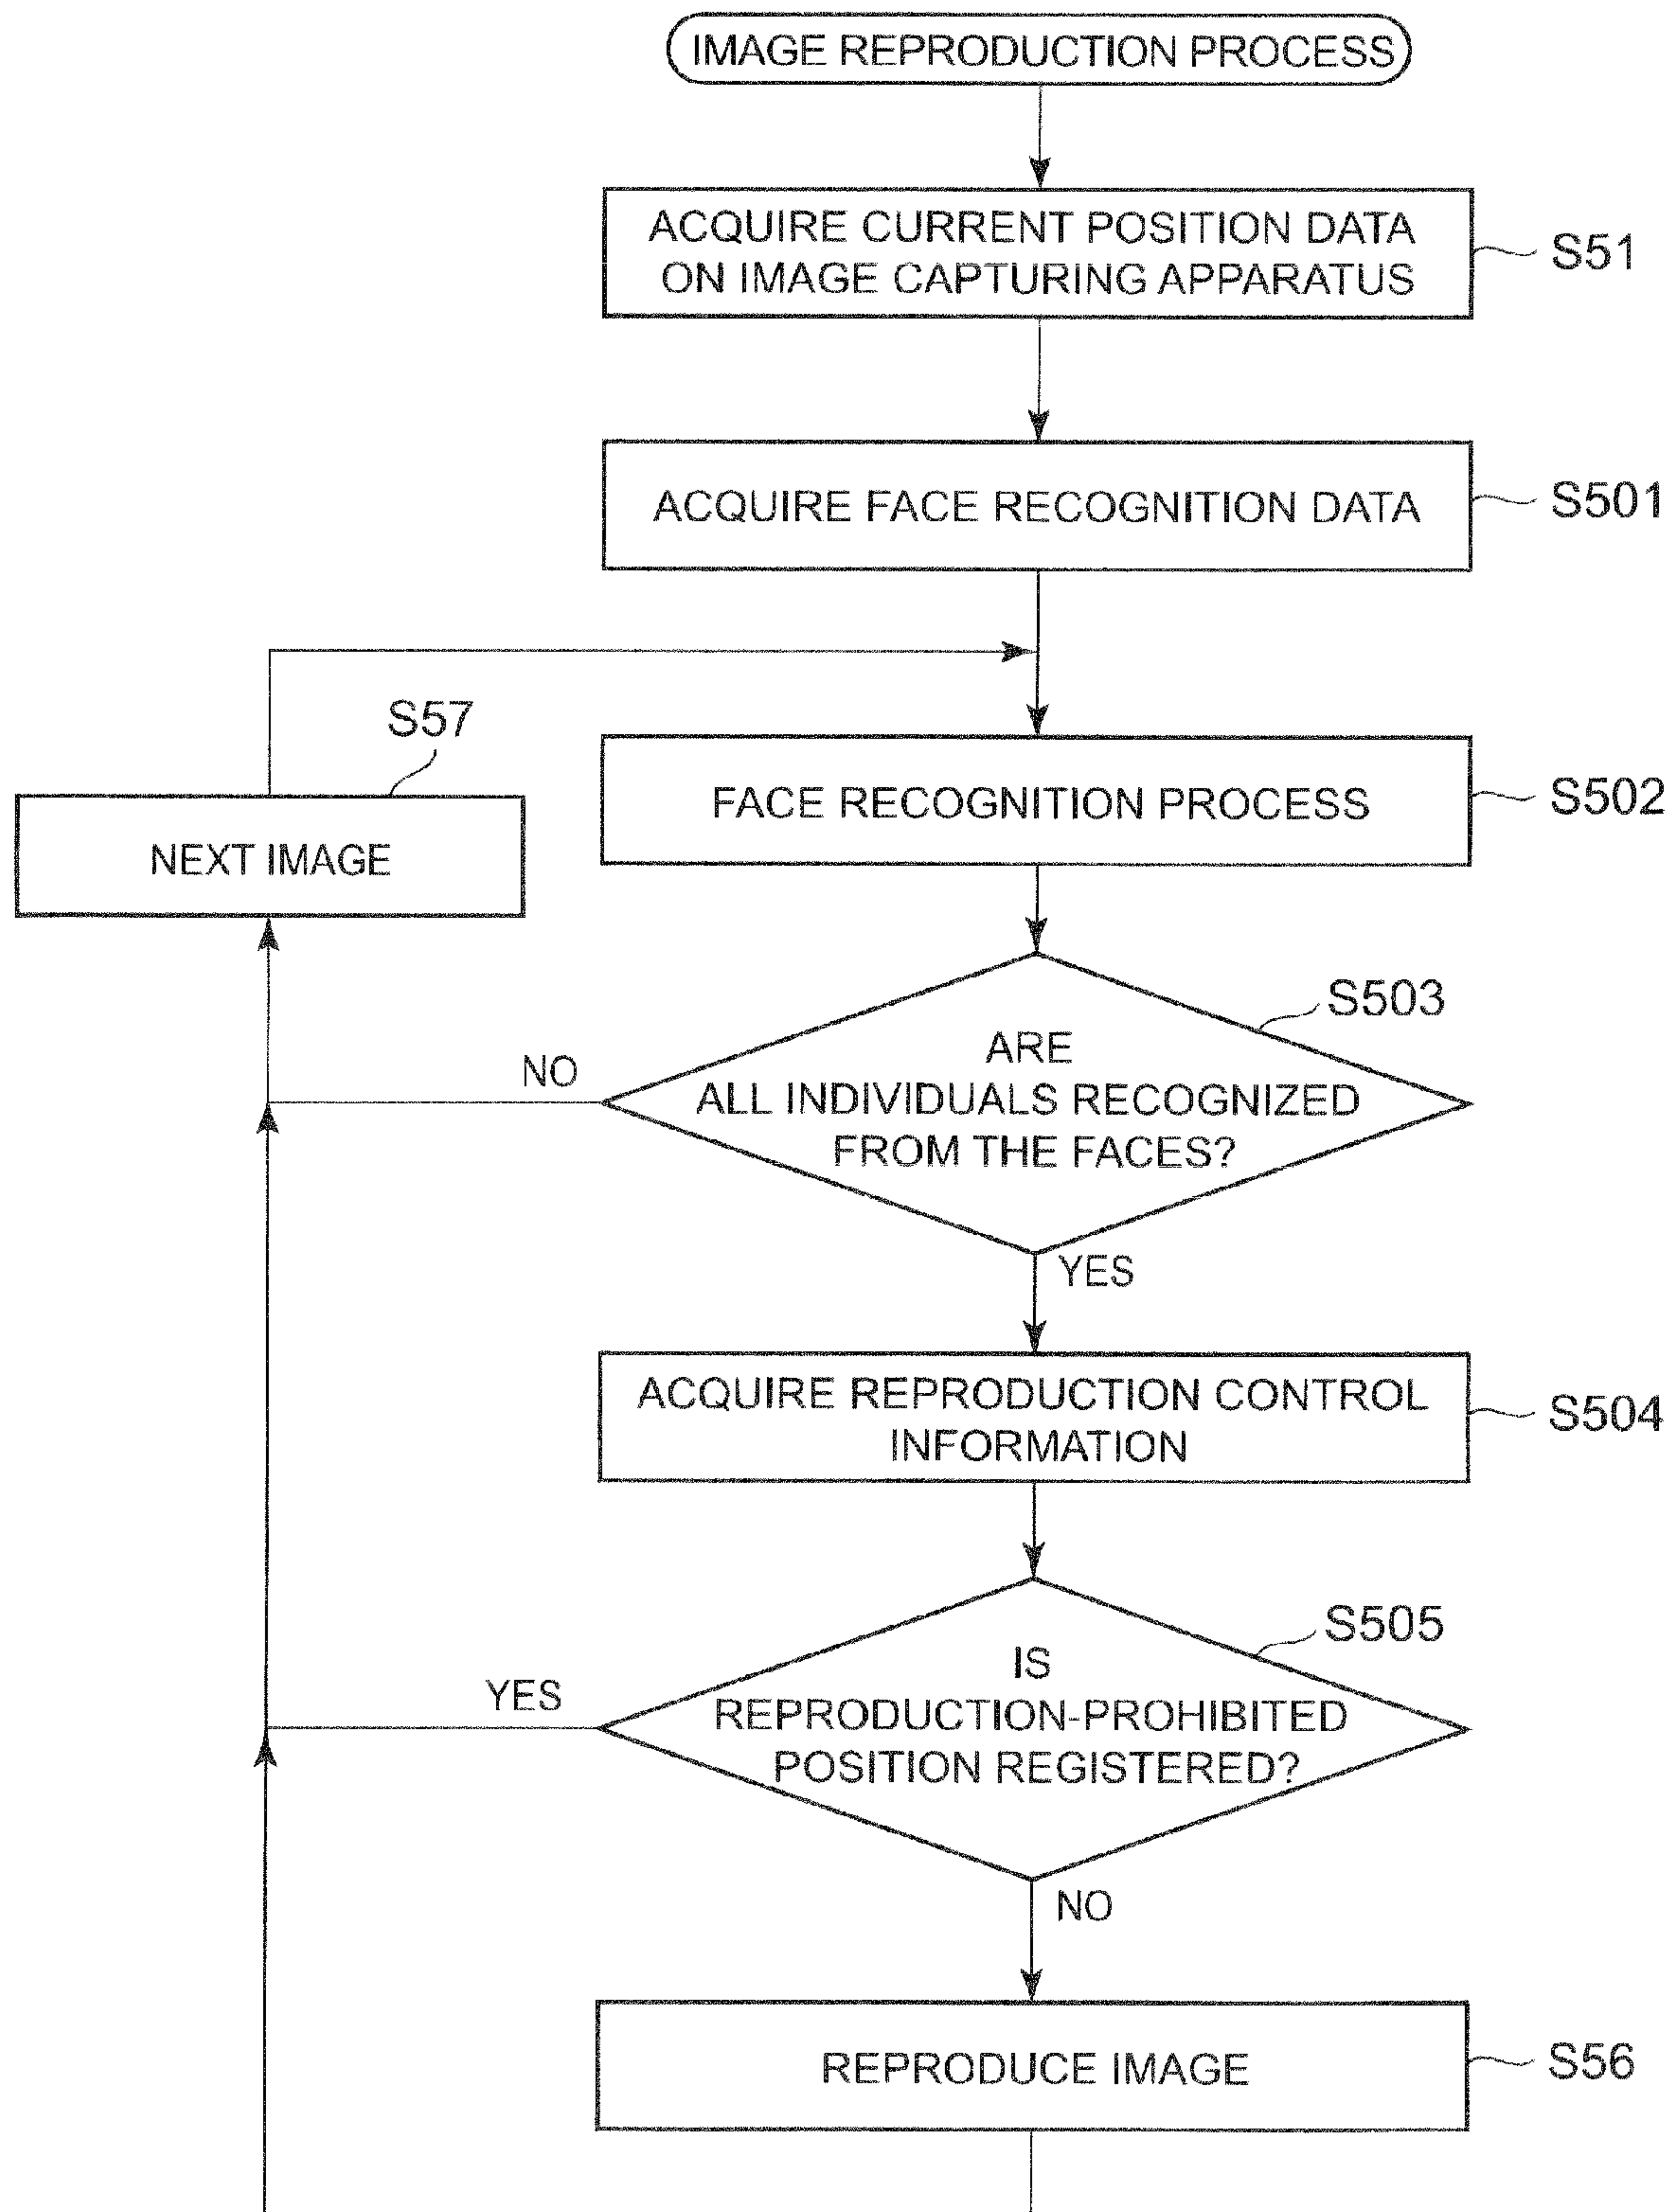 IMAGE REPRODUCTION PROCESS
ACQUIRE CURRENT POSITION DATA
ON IMAGE CAPTURING APPARATUS
S51
ACQUIRE FACE RECOGNITION DATA
S501
S57
NEXT IMAGE
FACE RECOGNITION PROCESS
S502
S503
ARE
ALL INDIVIDUALS RECOGNIZED
FROM THE FACES?
NO
YES
ACQUIRE REPRODUCTION CONTROL
INFORMATION
S504
S505
IS
REPRODUCTION-PROHIBITED
POSITION REGISTERED?
YES
NO
REPRODUCE IMAGE
S56